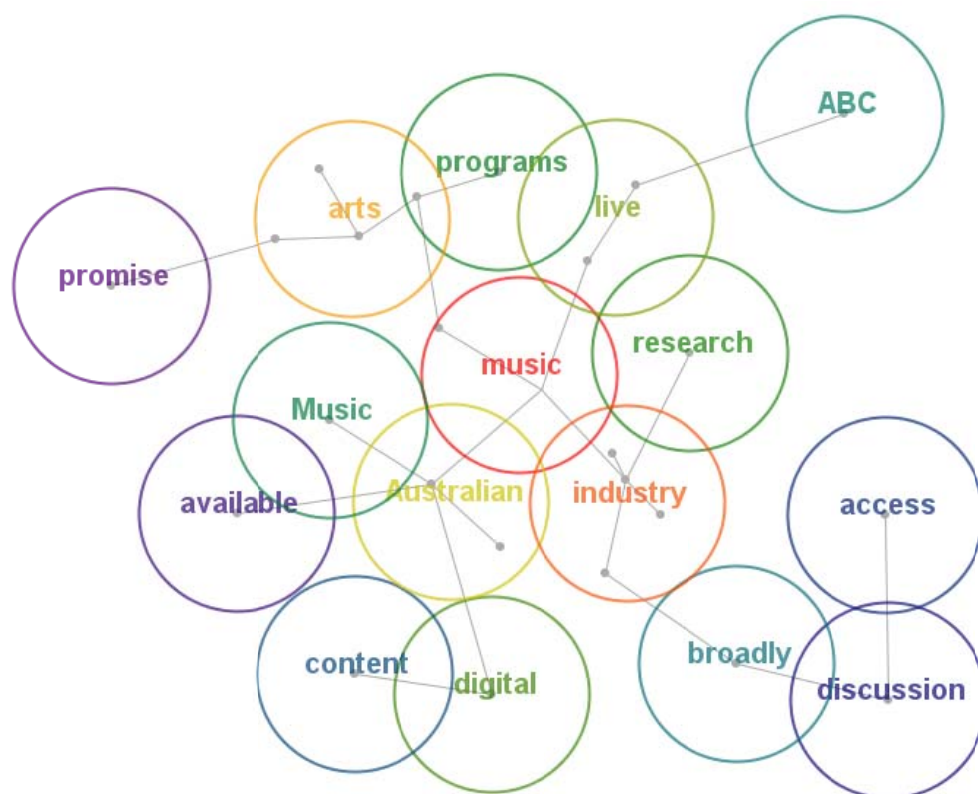 ABC
programs
arts
live
promise
research
music
Music
Australian
industry
available
access
broadly
content
digital
discussion